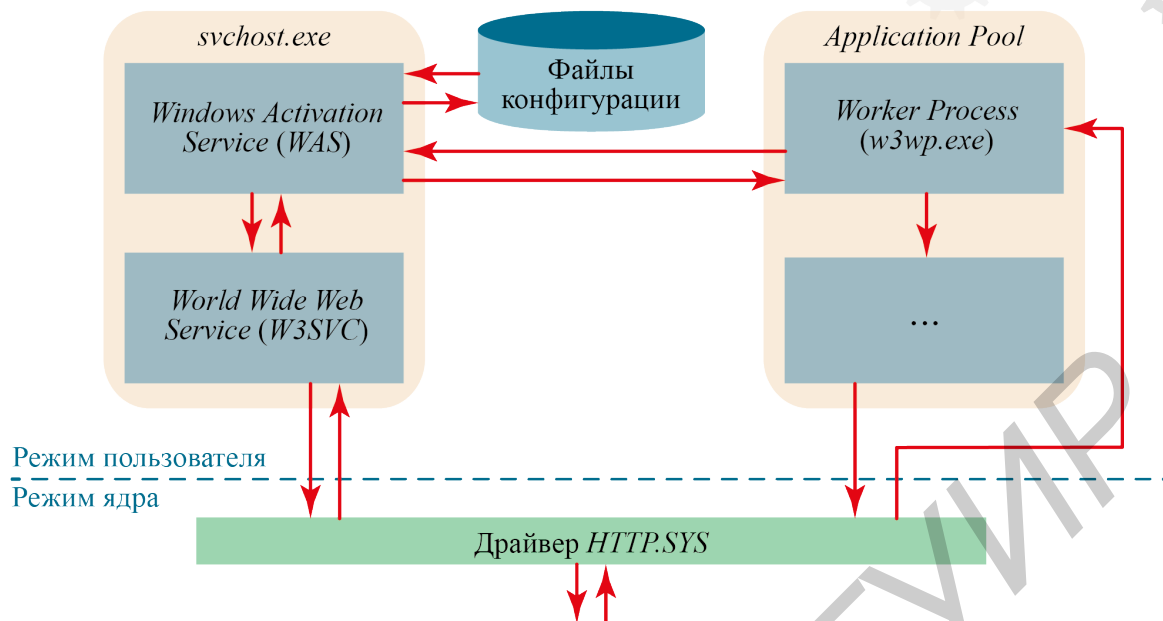 svchost.exe
Файлы
конфигурации
Application Pool
Windows Activation
Service (WAS)
Worker Process
(w3wp.exe)
World Wide Web
Service (W3SVC)
...
Режим пользователя
Режим ядра
Драйвер HTTP.SYS